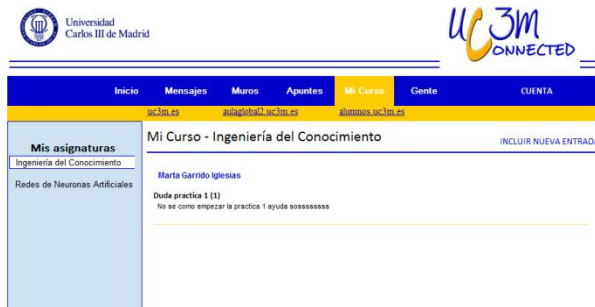 Universidad
Carlos III de Madrid
UC3M
CONNECTED
Inicio Mensajes Muros Apuntes Mi Curso Gente CUENTA
uc3m.es aulaglobal2.uc3m.es alumnos.uc3m.es
Mis asignaturas
Ingeniería del Conocimiento
Redes de Neuronas Artificiales
Mi Curso - Ingeniería del Conocimiento
INCLUIR NUEVA ENTRADA
Marta Garrido Iglesias
Duda practica 1 (1)
No se como empezar la practica 1 ayuda sossssssss